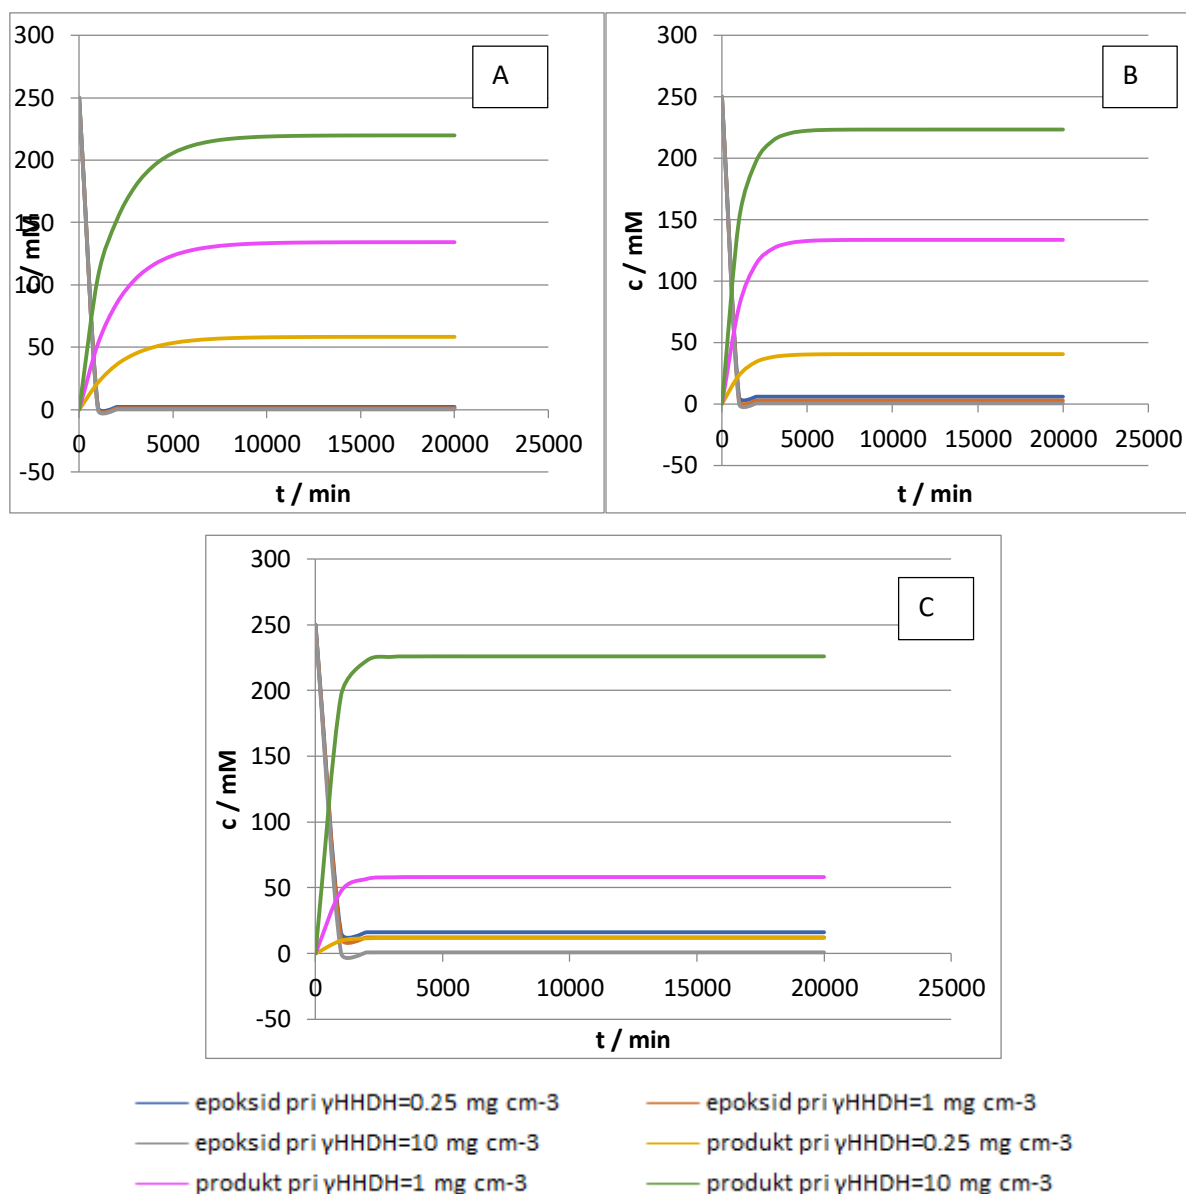 A
300
250
200
150
100
50
0
-50
0 5000 10000 15000 20000 25000
c / mM
t / min
B
300
250
200
150
100
50
0
-50
0 5000 10000 15000 20000 25000
c / mM
t / min
C
300
250
200
150
100
50
0
-50
0 5000 10000 15000 20000 25000
c / mM
t / min
epoksid pri γHHDH=0.25 mg cm-3 epoksid pri γHHDH=1 mg cm-3
epoksid pri γHHDH=10 mg cm-3 produkt pri γHHDH=0.25 mg cm-3
produkt pri γHHDH=1 mg cm-3 produkt pri γHHDH=10 mg cm-3